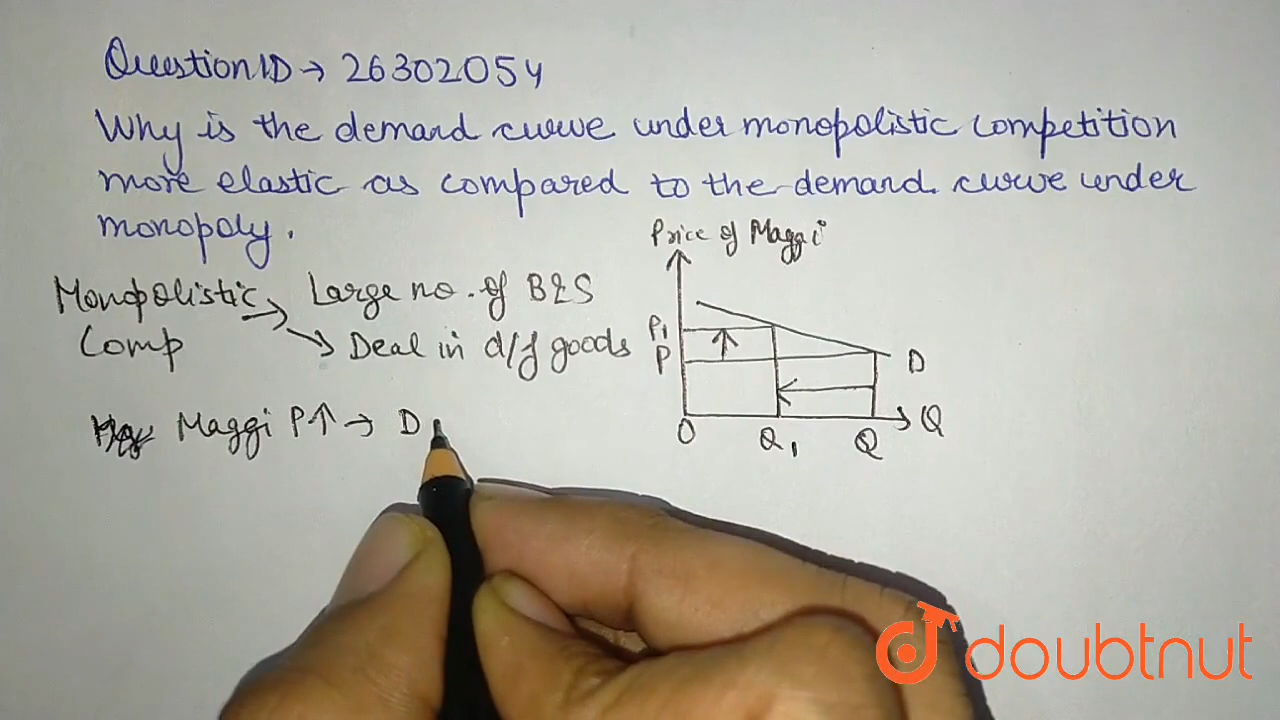 Question ID → 26302054
Why is the demand curve under monopolistic competition
more elastic as compared to the demand curve under
monopoly.
Monopolistic Comp
Large no. of B&S
Deal in d/f goods
Maggi P↑ → D
Price of Maggi
P1
P
D
O
Q1
Q
Q
doubtnut